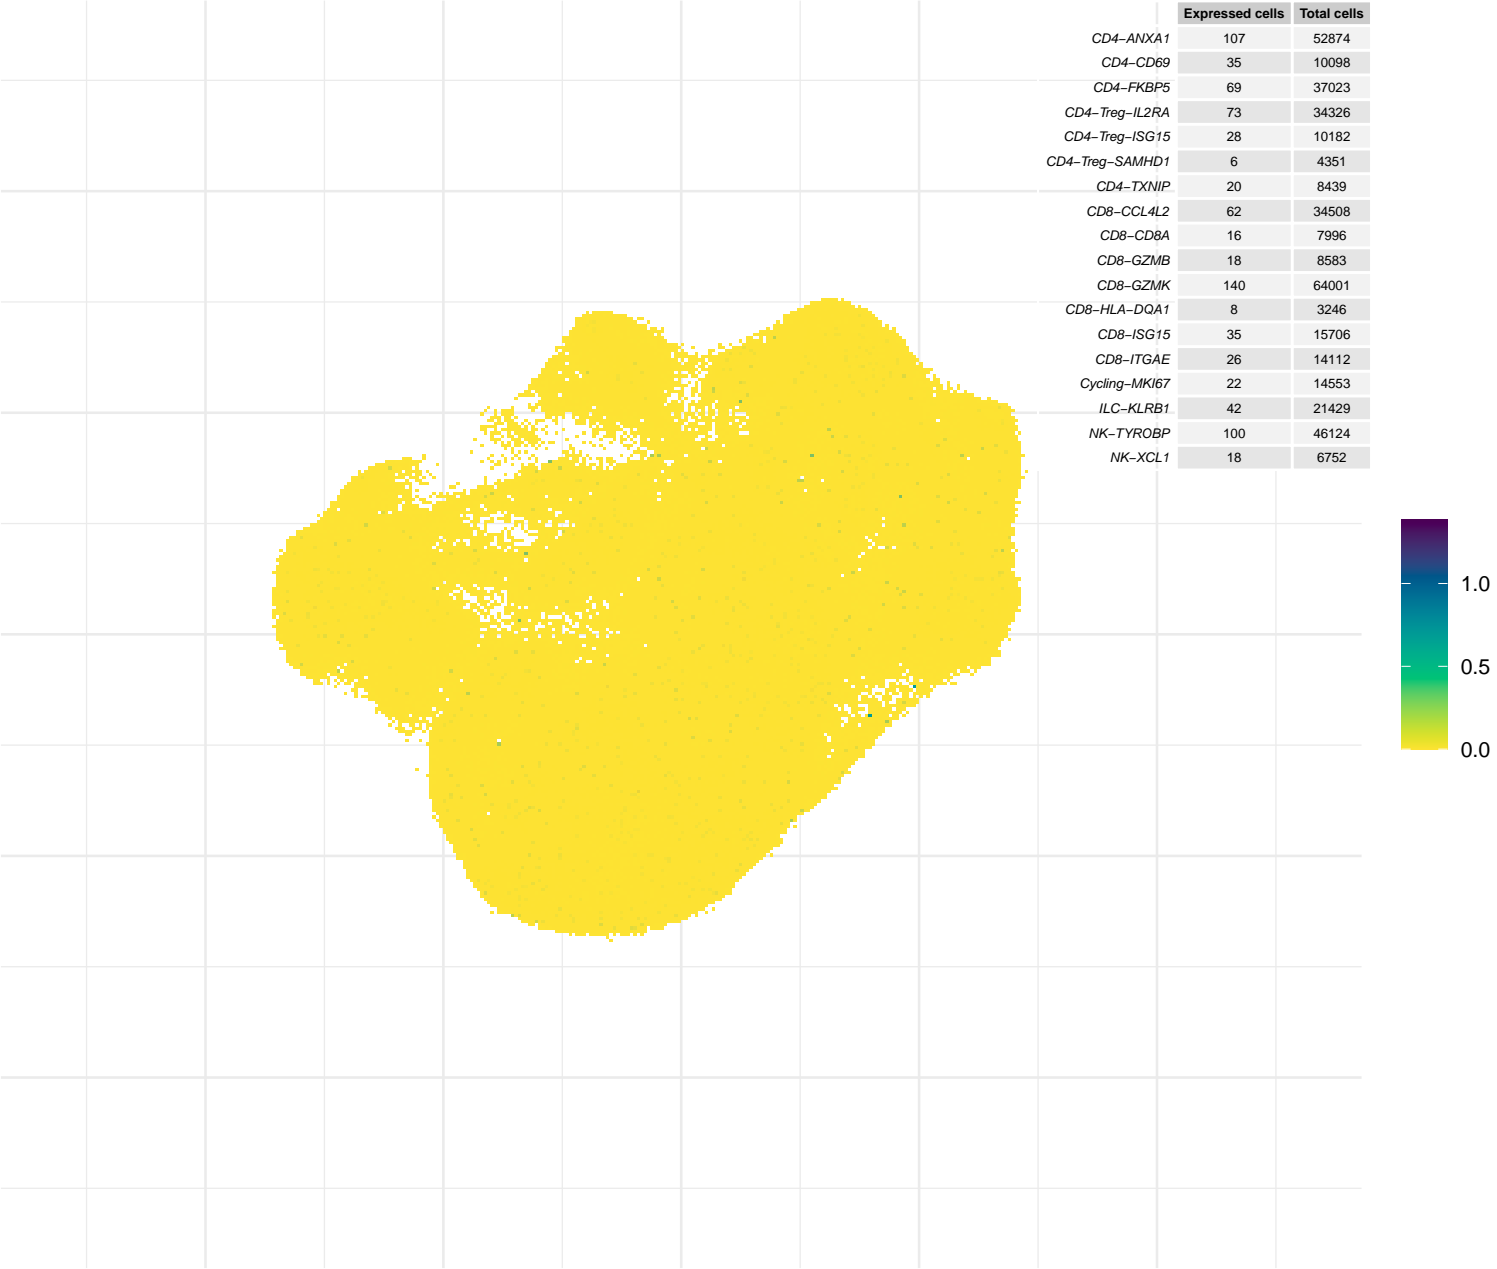 Expressed cells Total cells
CD4−ANXA1 107 52874
CD4−CD69 35 10098
CD4−FKBP5 69 37023
CD4−Treg−IL2RA 73 34326
CD4−Treg−ISG15 28 10182
CD4−Treg−SAMHD1 6 4351
CD4−TXNIP 20 8439
CD8−CCL4L2 62 34508
CD8−CD8A 16 7996
CD8−GZMB 18 8583
CD8−GZMK 140 64001
CD8−HLA−DQA1 8 3246
CD8−ISG15 35 15706
CD8−ITGAE 26 14112
Cycling−MKI67 22 14553
ILC−KLRB1 42 21429
NK−TYROBP 100 46124
NK−XCL1 18 6752
1.0
0.5
0.0